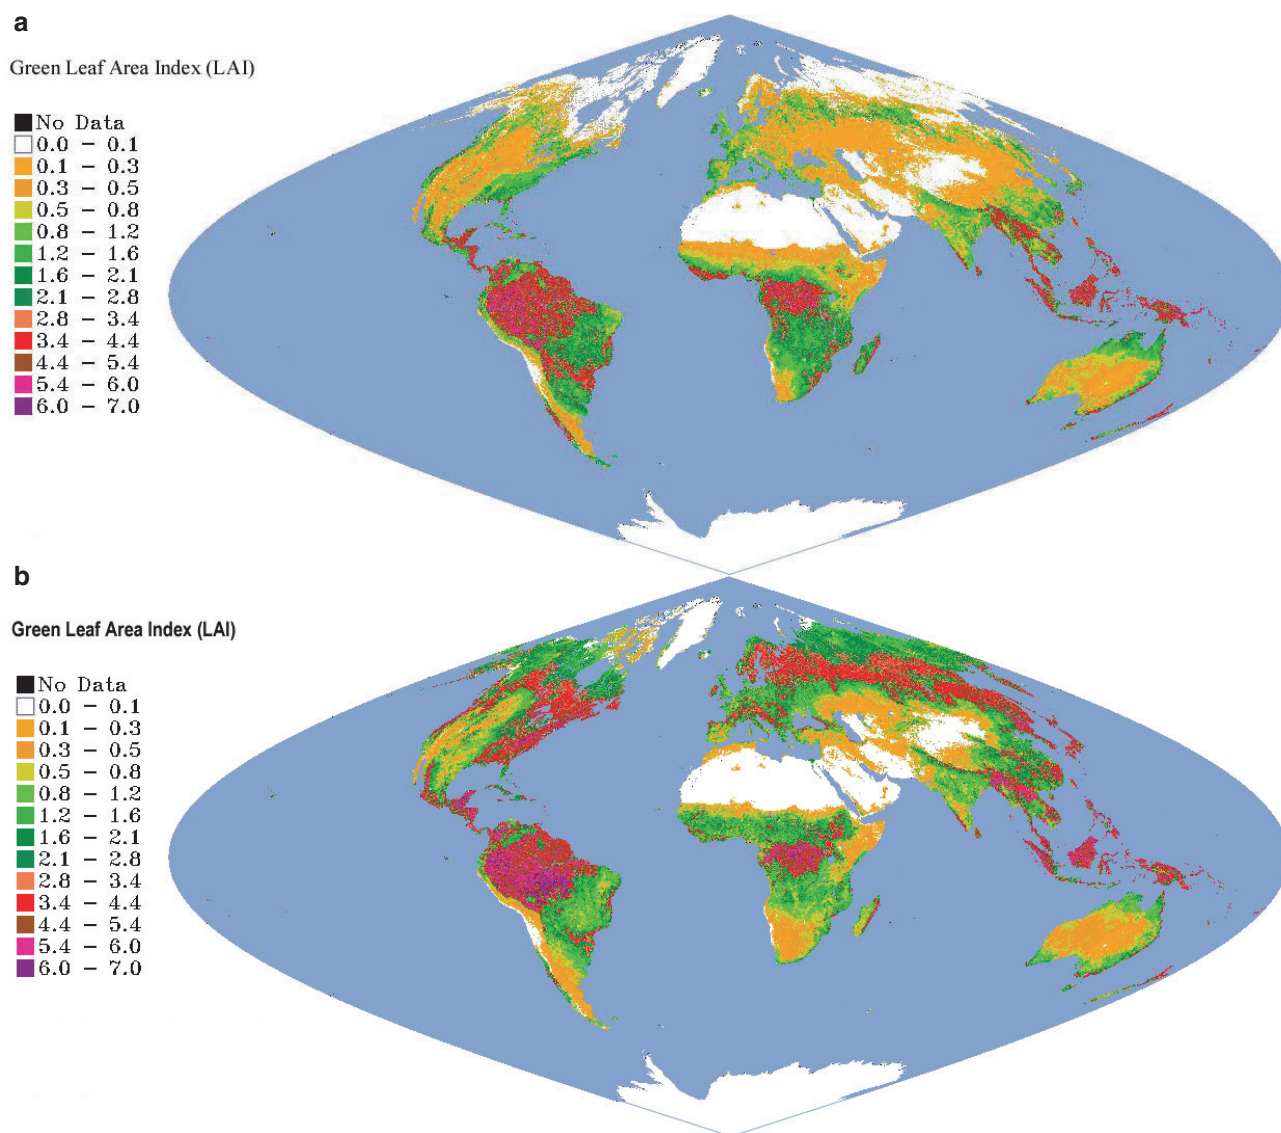 a
Green Leaf Area Index (LAI)
No Data
0.0 - 0.1
0.1 - 0.3
0.3 - 0.5
0.5 - 0.8
0.8 - 1.2
1.2 - 1.6
1.6 - 2.1
2.1 - 2.8
2.8 - 3.4
3.4 - 4.4
4.4 - 5.4
5.4 - 6.0
6.0 - 7.0
b
Green Leaf Area Index (LAI)
No Data
0.0 - 0.1
0.1 - 0.3
0.3 - 0.5
0.5 - 0.8
0.8 - 1.2
1.2 - 1.6
1.6 - 2.1
2.1 - 2.8
2.8 - 3.4
3.4 - 4.4
4.4 - 5.4
5.4 - 6.0
6.0 - 7.0